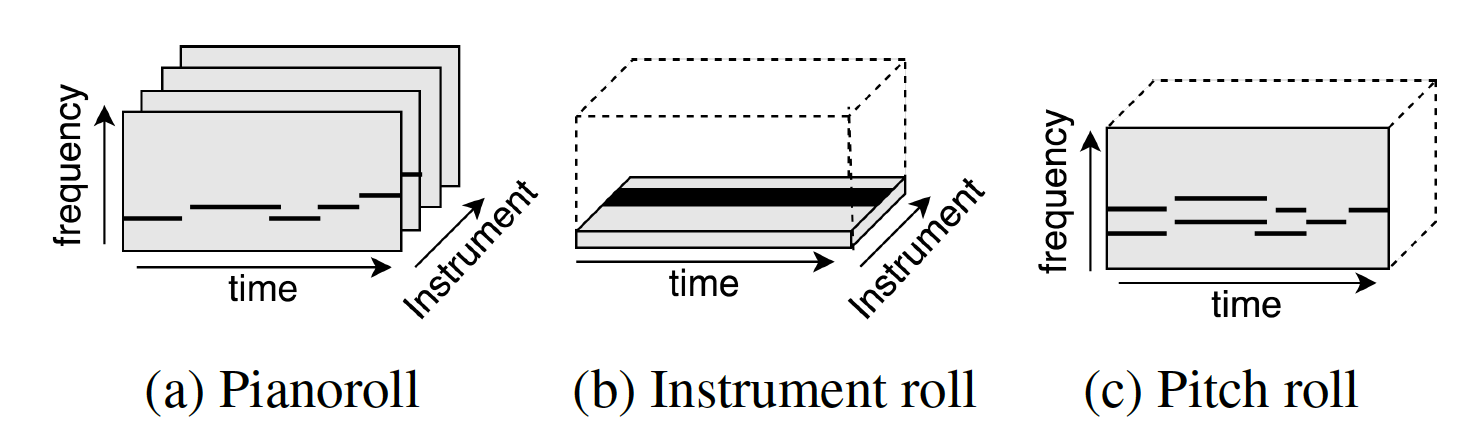 frequency
time
Instrument
(a) Pianoroll
time
Instrument
(b) Instrument roll
frequency
time
(c) Pitch roll